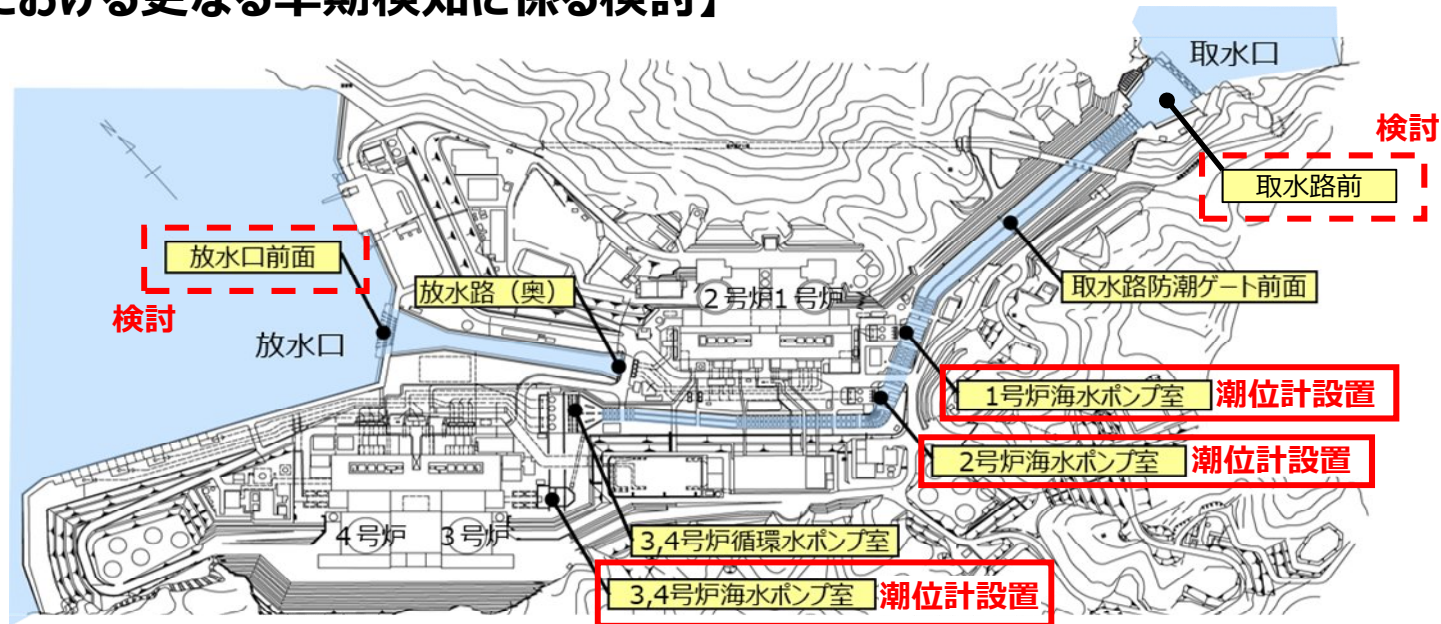 における更なる早期検知に係る検討】
取水口
検討
取水路前
N
放水口前面
検討
放水路（奥）
2号炉1号炉
取水路防潮ゲート前面
放水口
1号炉海水ポンプ室 潮位計設置
2号炉海水ポンプ室 潮位計設置
4号炉 3号炉
3,4号炉循環水ポンプ室
3,4号炉海水ポンプ室 潮位計設置